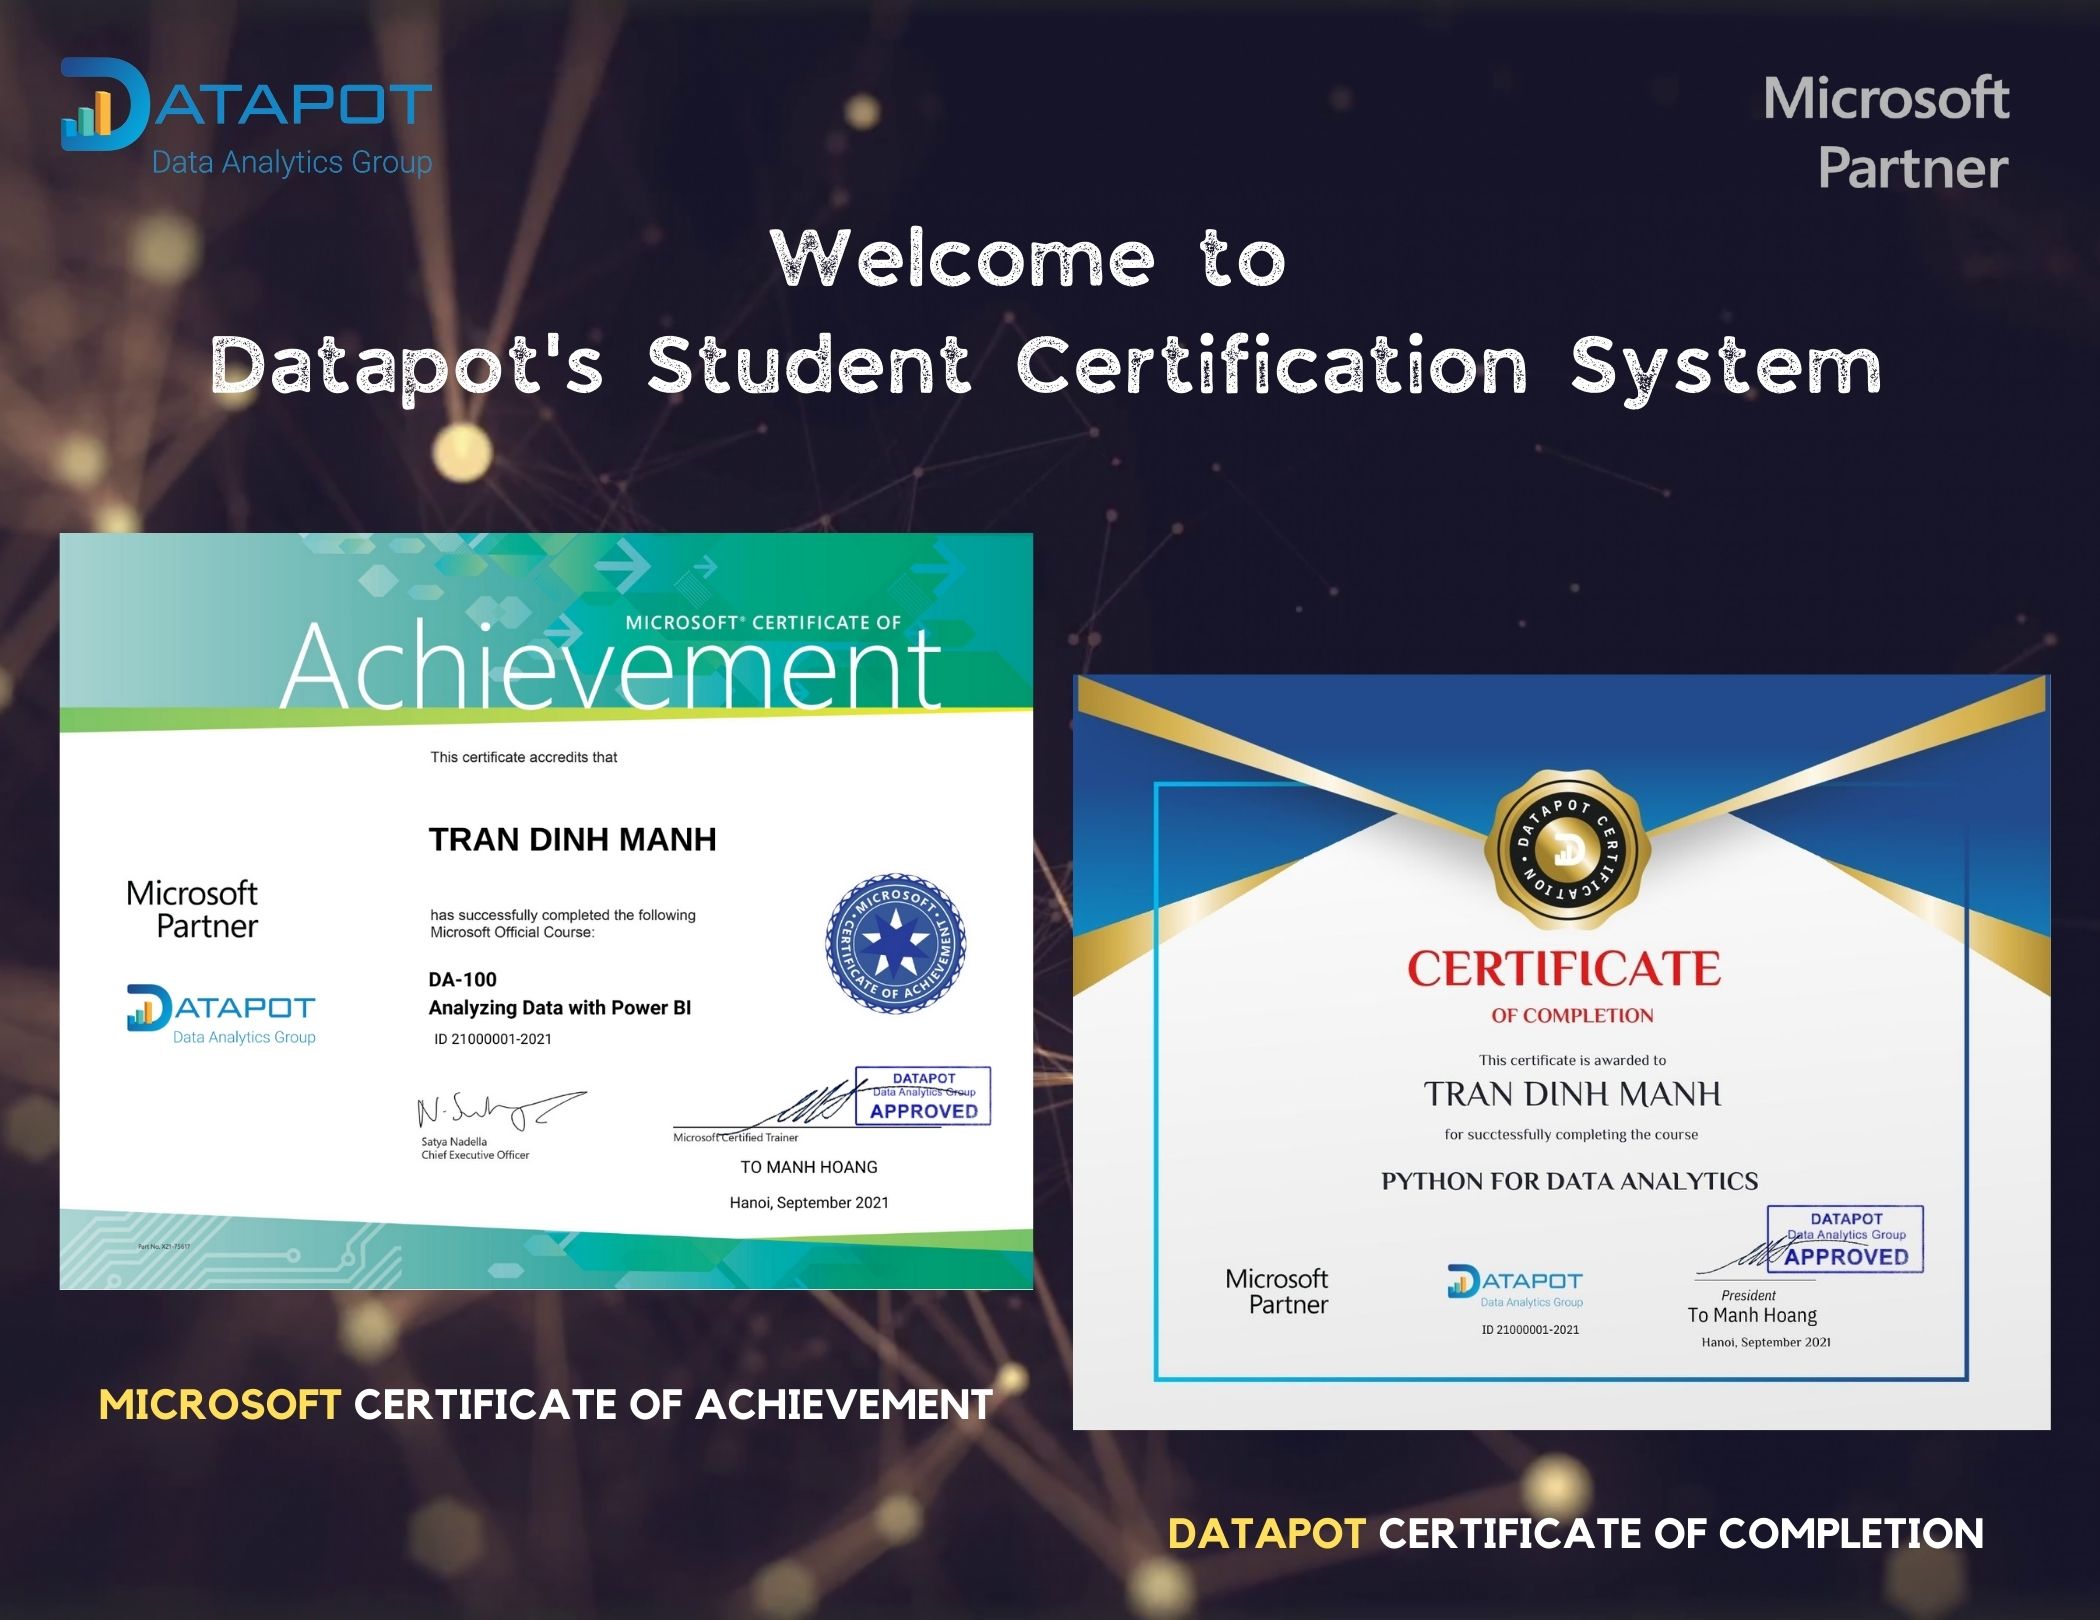 DATAPOT
Data Analytics Group
Microsoft
Partner
Welcome to
Datapot's Student Certification System
MICROSOFT® CERTIFICATE OF
Achievement
This certificate accredits that
TRAN DINH MANH
Microsoft
Partner
has successfully completed the following
Microsoft Official Course:
DATAPOT
Data Analytics Group
DA-100
Analyzing Data with Power BI
ID 21000001-2021
MICROSOFT
CERTIFICATE OF ACHIEVEMENT
Satya Nadella
Chief Executive Officer
DATAPOT
Data Analytics Group
APPROVED
Microsoft Certified Trainer
TO MANH HOANG
Hanoi, September 2021
Part No. X21-75617
MICROSOFT CERTIFICATE OF ACHIEVEMENT
DATAPOT CERTIFICATION
CERTIFICATE
OF COMPLETION
This certificate is awarded to
TRAN DINH MANH
for succtessfully completing the course
PYTHON FOR DATA ANALYTICS
Microsoft
Partner
DATAPOT
Data Analytics Group
ID 21000001-2021
DATAPOT
Data Analytics Group
APPROVED
President
To Manh Hoang
Hanoi, September 2021
DATAPOT CERTIFICATE OF COMPLETION